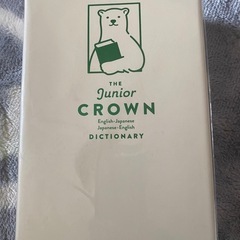 THE
Junior
CROWN
English-Japanese
Japanese-English
DICTIONARY